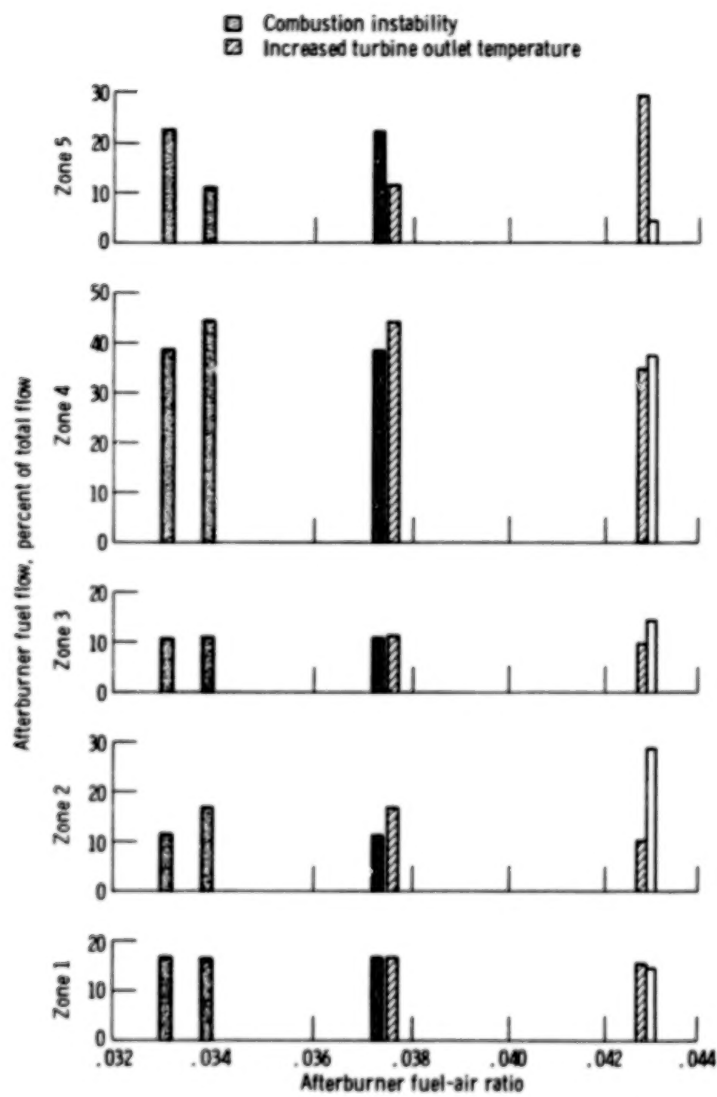 Combustion instability
Increased turbine outlet temperature
Afterburner fuel flow, percent of total flow
Zone 5
30
20
10
0
Zone 4
50
40
30
20
10
0
Zone 3
20
10
0
Zone 2
30
20
10
0
Zone 1
20
10
0
.032 .034 .036 .038 .040 .042 .044
Afterburner fuel-air ratio